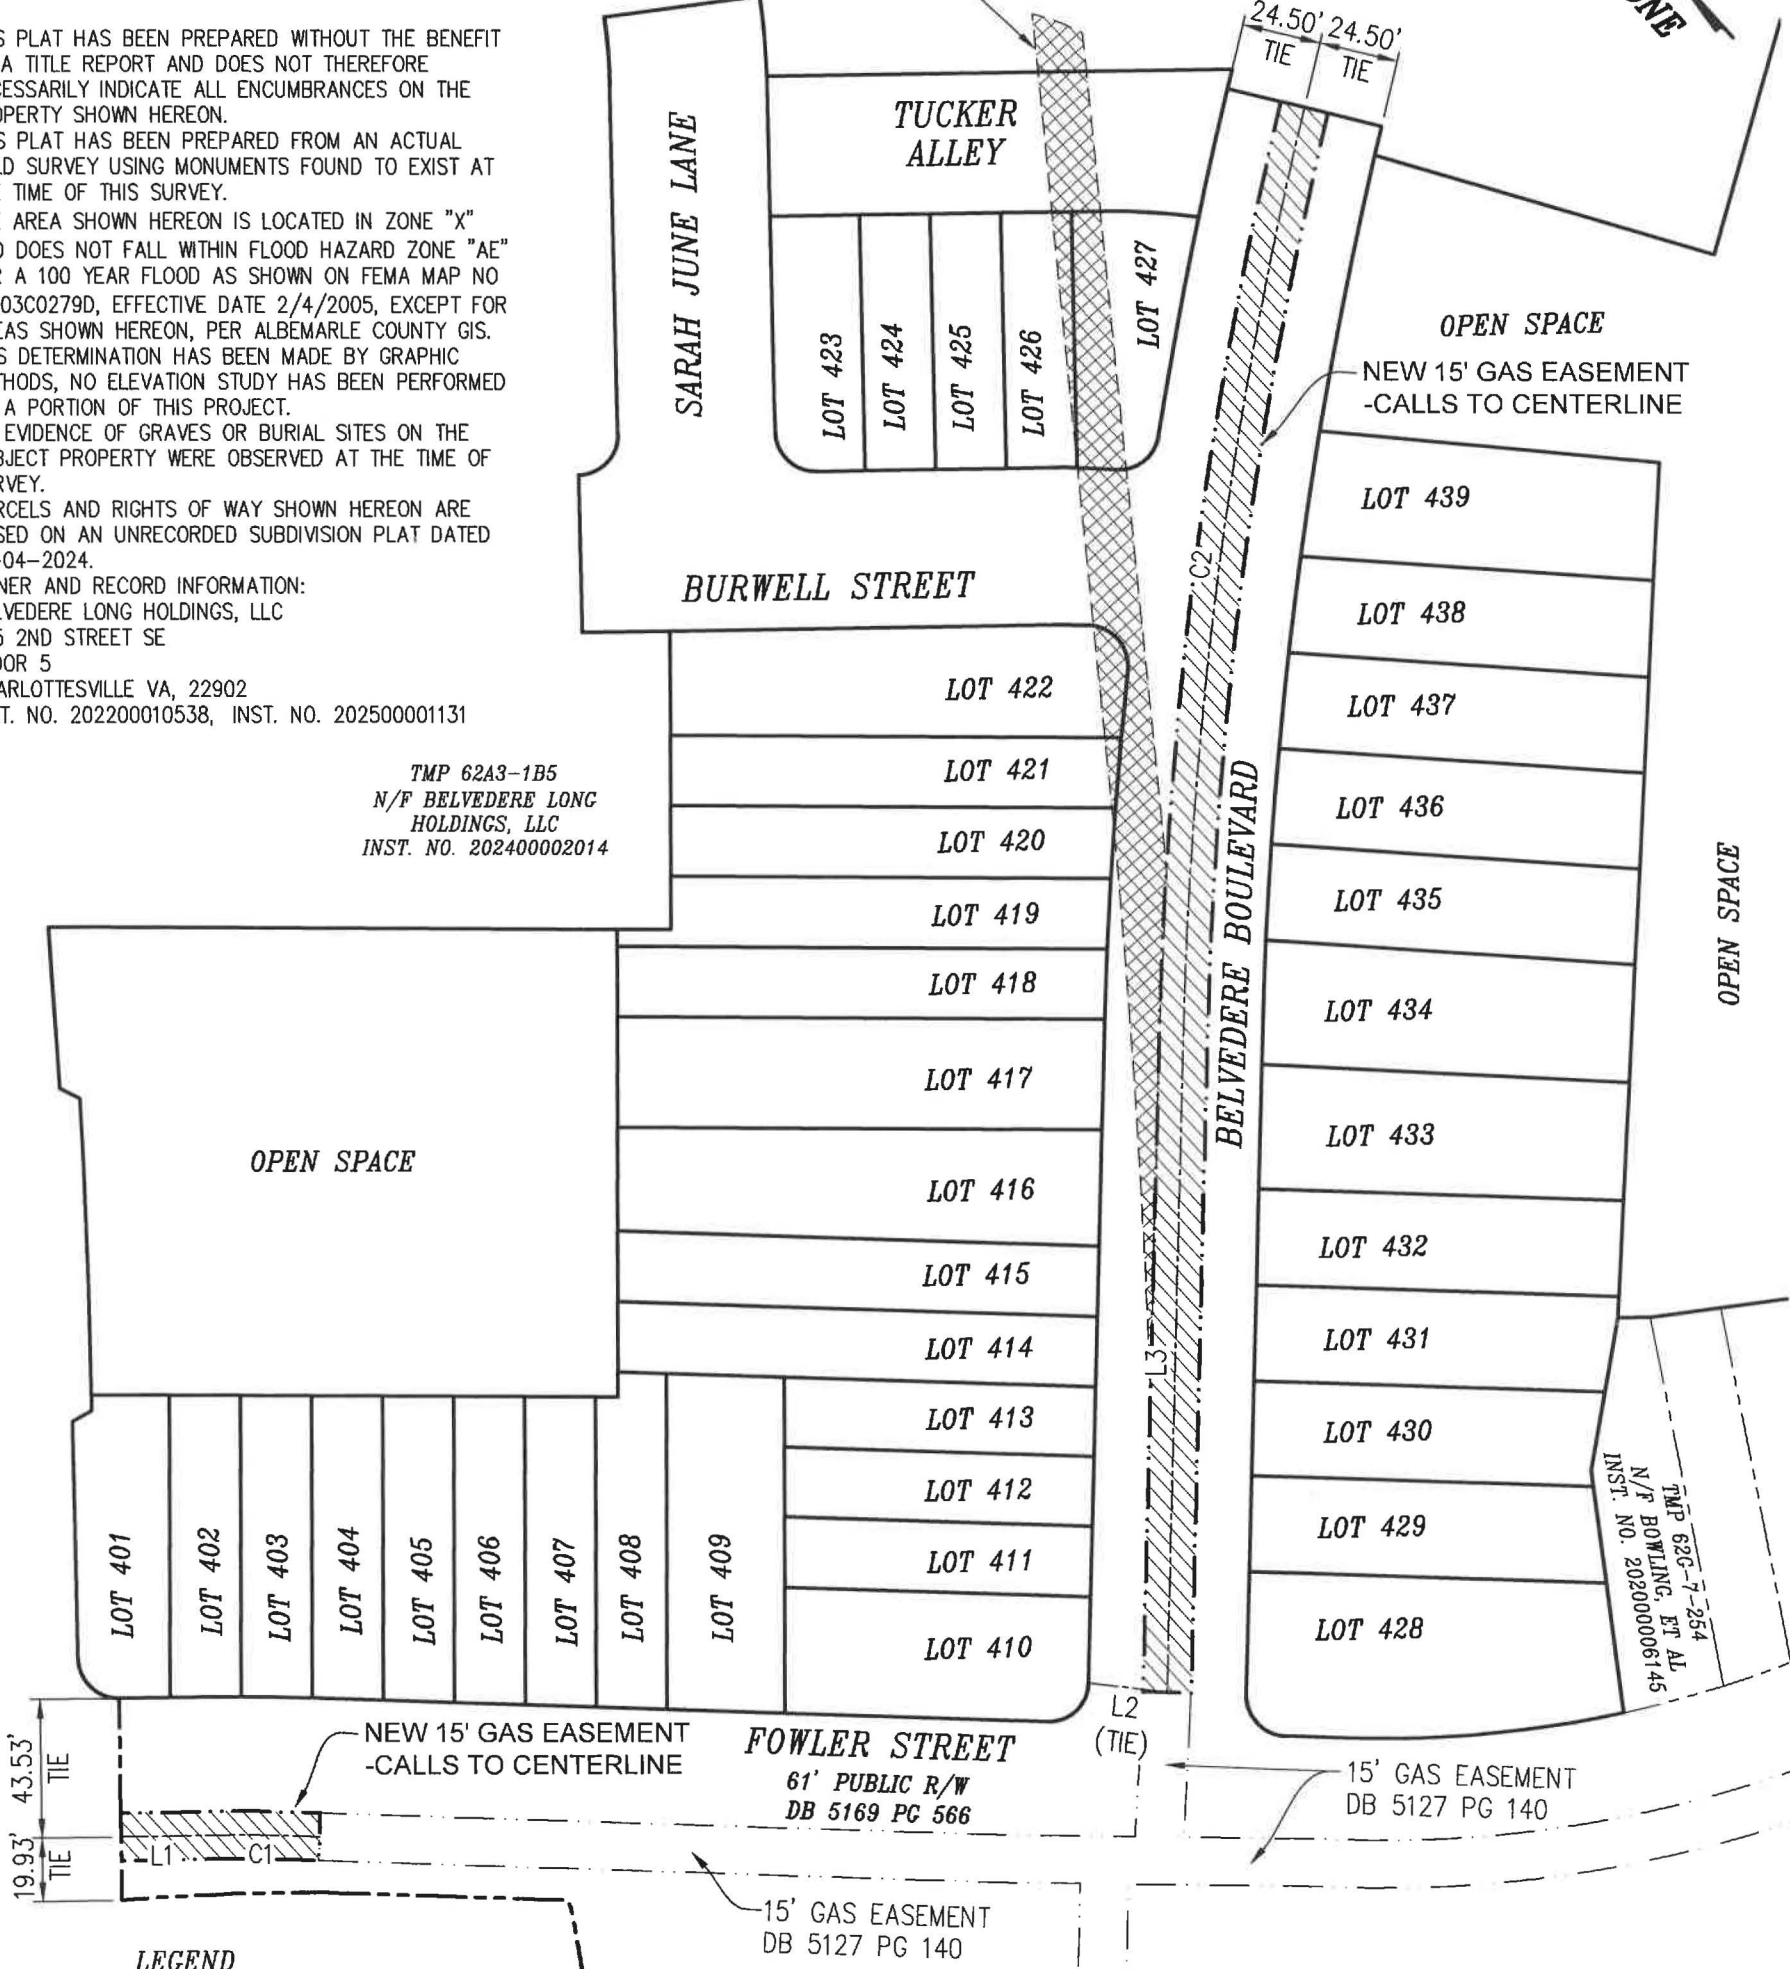 PLAT HAS BEEN PREPARED WITHOUT THE BENEFIT
A TITLE REPORT AND DOES NOT THEREFORE
ESSARILY INDICATE ALL ENCUMBRANCES ON THE
OPERTY SHOWN HEREON.
S PLAT HAS BEEN PREPARED FROM AN ACTUAL
LD SURVEY USING MONUMENTS FOUND TO EXIST AT
TIME OF THIS SURVEY.
AREA SHOWN HEREON IS LOCATED IN ZONE "X"
DOES NOT FALL WITHIN FLOOD HAZARD ZONE "AE"
A 100 YEAR FLOOD AS SHOWN ON FEMA MAP NO
03C0279D, EFFECTIVE DATE 2/4/2005, EXCEPT FOR
EAS SHOWN HEREON, PER ALBEMARLE COUNTY GIS.
S DETERMINATION HAS BEEN MADE BY GRAPHIC
THODS, NO ELEVATION STUDY HAS BEEN PERFORMED
A PORTION OF THIS PROJECT.
EVIDENCE OF GRAVES OR BURIAL SITES ON THE
BJECT PROPERTY WERE OBSERVED AT THE TIME OF
RVEY.
RCELS AND RIGHTS OF WAY SHOWN HEREON ARE
SED ON AN UNRECORDED SUBDIVISION PLAT DATED
-04-2024.
NER AND RECORD INFORMATION:
LVEDERE LONG HOLDINGS, LLC
2ND STREET SE
OOR 5
ARLOTTESVILLE VA, 22902
T. NO. 202200010538, INST. NO. 202500001131
24.50' 24.50'
TIE TIE
ONE
TUCKER
ALLEY
SARAH JUNE LANE
LOT 423
LOT 424
LOT 425
LOT 426
LOT 427
OPEN SPACE
NEW 15' GAS EASEMENT
-CALLS TO CENTERLINE
BURWELL STREET
C2
BELVEDERE BOULEVARD
L3
TMP 62A3-1B5
N/F BELVEDERE LONG
HOLDINGS, LLC
INST. NO. 202400002014
LOT 422
LOT 421
LOT 420
LOT 419
LOT 418
LOT 417
LOT 416
LOT 415
LOT 414
LOT 413
LOT 412
LOT 411
LOT 410
LOT 439
LOT 438
LOT 437
LOT 436
LOT 435
LOT 434
LOT 433
LOT 432
LOT 431
LOT 430
LOT 429
LOT 428
OPEN SPACE
TMP 62G-7-254
N/F BOWLING, ET AL
INST. NO. 202000006145
OPEN SPACE
LOT 401
LOT 402
LOT 403
LOT 404
LOT 405
LOT 406
LOT 407
LOT 408
LOT 409
L2
(TIE)
43.53'
TIE
19.93'
TIE
NEW 15' GAS EASEMENT
-CALLS TO CENTERLINE
FOWLER STREET
61' PUBLIC R/W
DB 5169 PG 566
15' GAS EASEMENT
DB 5127 PG 140
L1
C1
15' GAS EASEMENT
DB 5127 PG 140
LEGEND